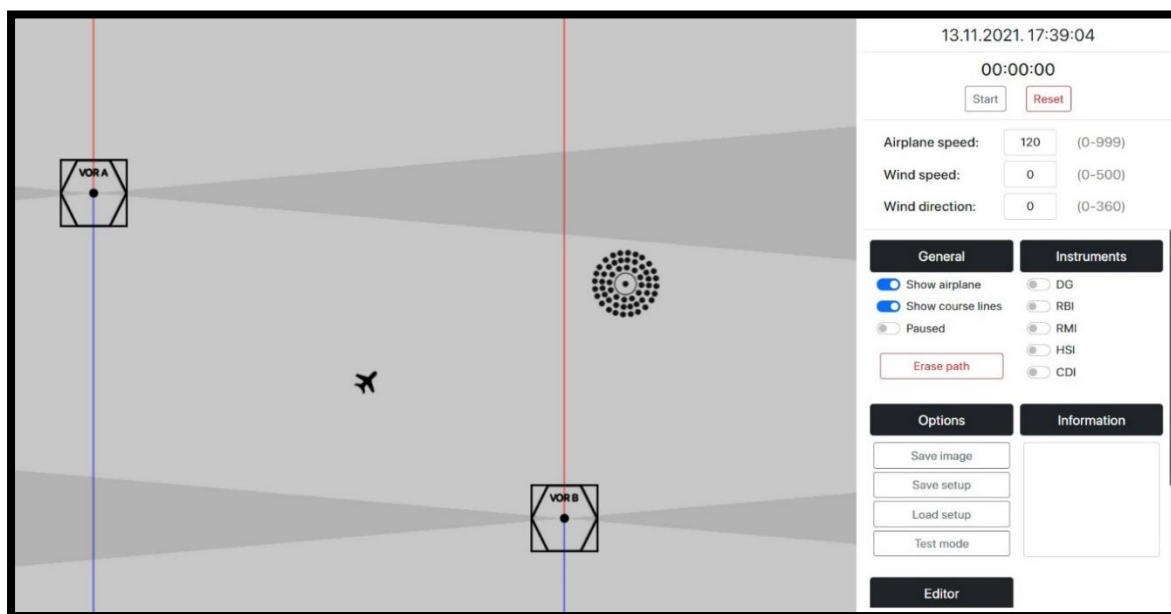 VOR A
VOR B
13.11.2021. 17:39:04
00:00:00
Start Reset
Airplane speed: 120 (0-999)
Wind speed: 0 (0-500)
Wind direction: 0 (0-360)
General Instruments
Show airplane DG
Show course lines RBI
Paused RMI
HSI
Erase path CDI
Options Information
Save image
Save setup
Load setup
Test mode
Editor